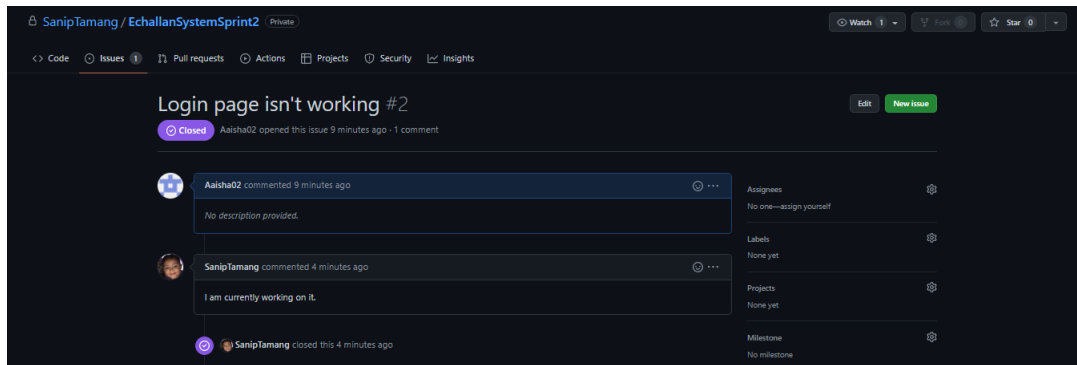 SanipTamang / EchallanSystemSprint2 Private
Watch 1 Fork 0 Star 0
Code Issues 1 Pull requests Actions Projects Security Insights
Login page isn't working #2
Edit New issue
Closed Aaisha02 opened this issue 9 minutes ago · 1 comment
Aaisha02 commented 9 minutes ago
No description provided.
SanipTamang commented 4 minutes ago
I am currently working on it.
SanipTamang closed this 4 minutes ago
Assignees
No one—assign yourself
Labels
None yet
Projects
None yet
Milestone
No milestone